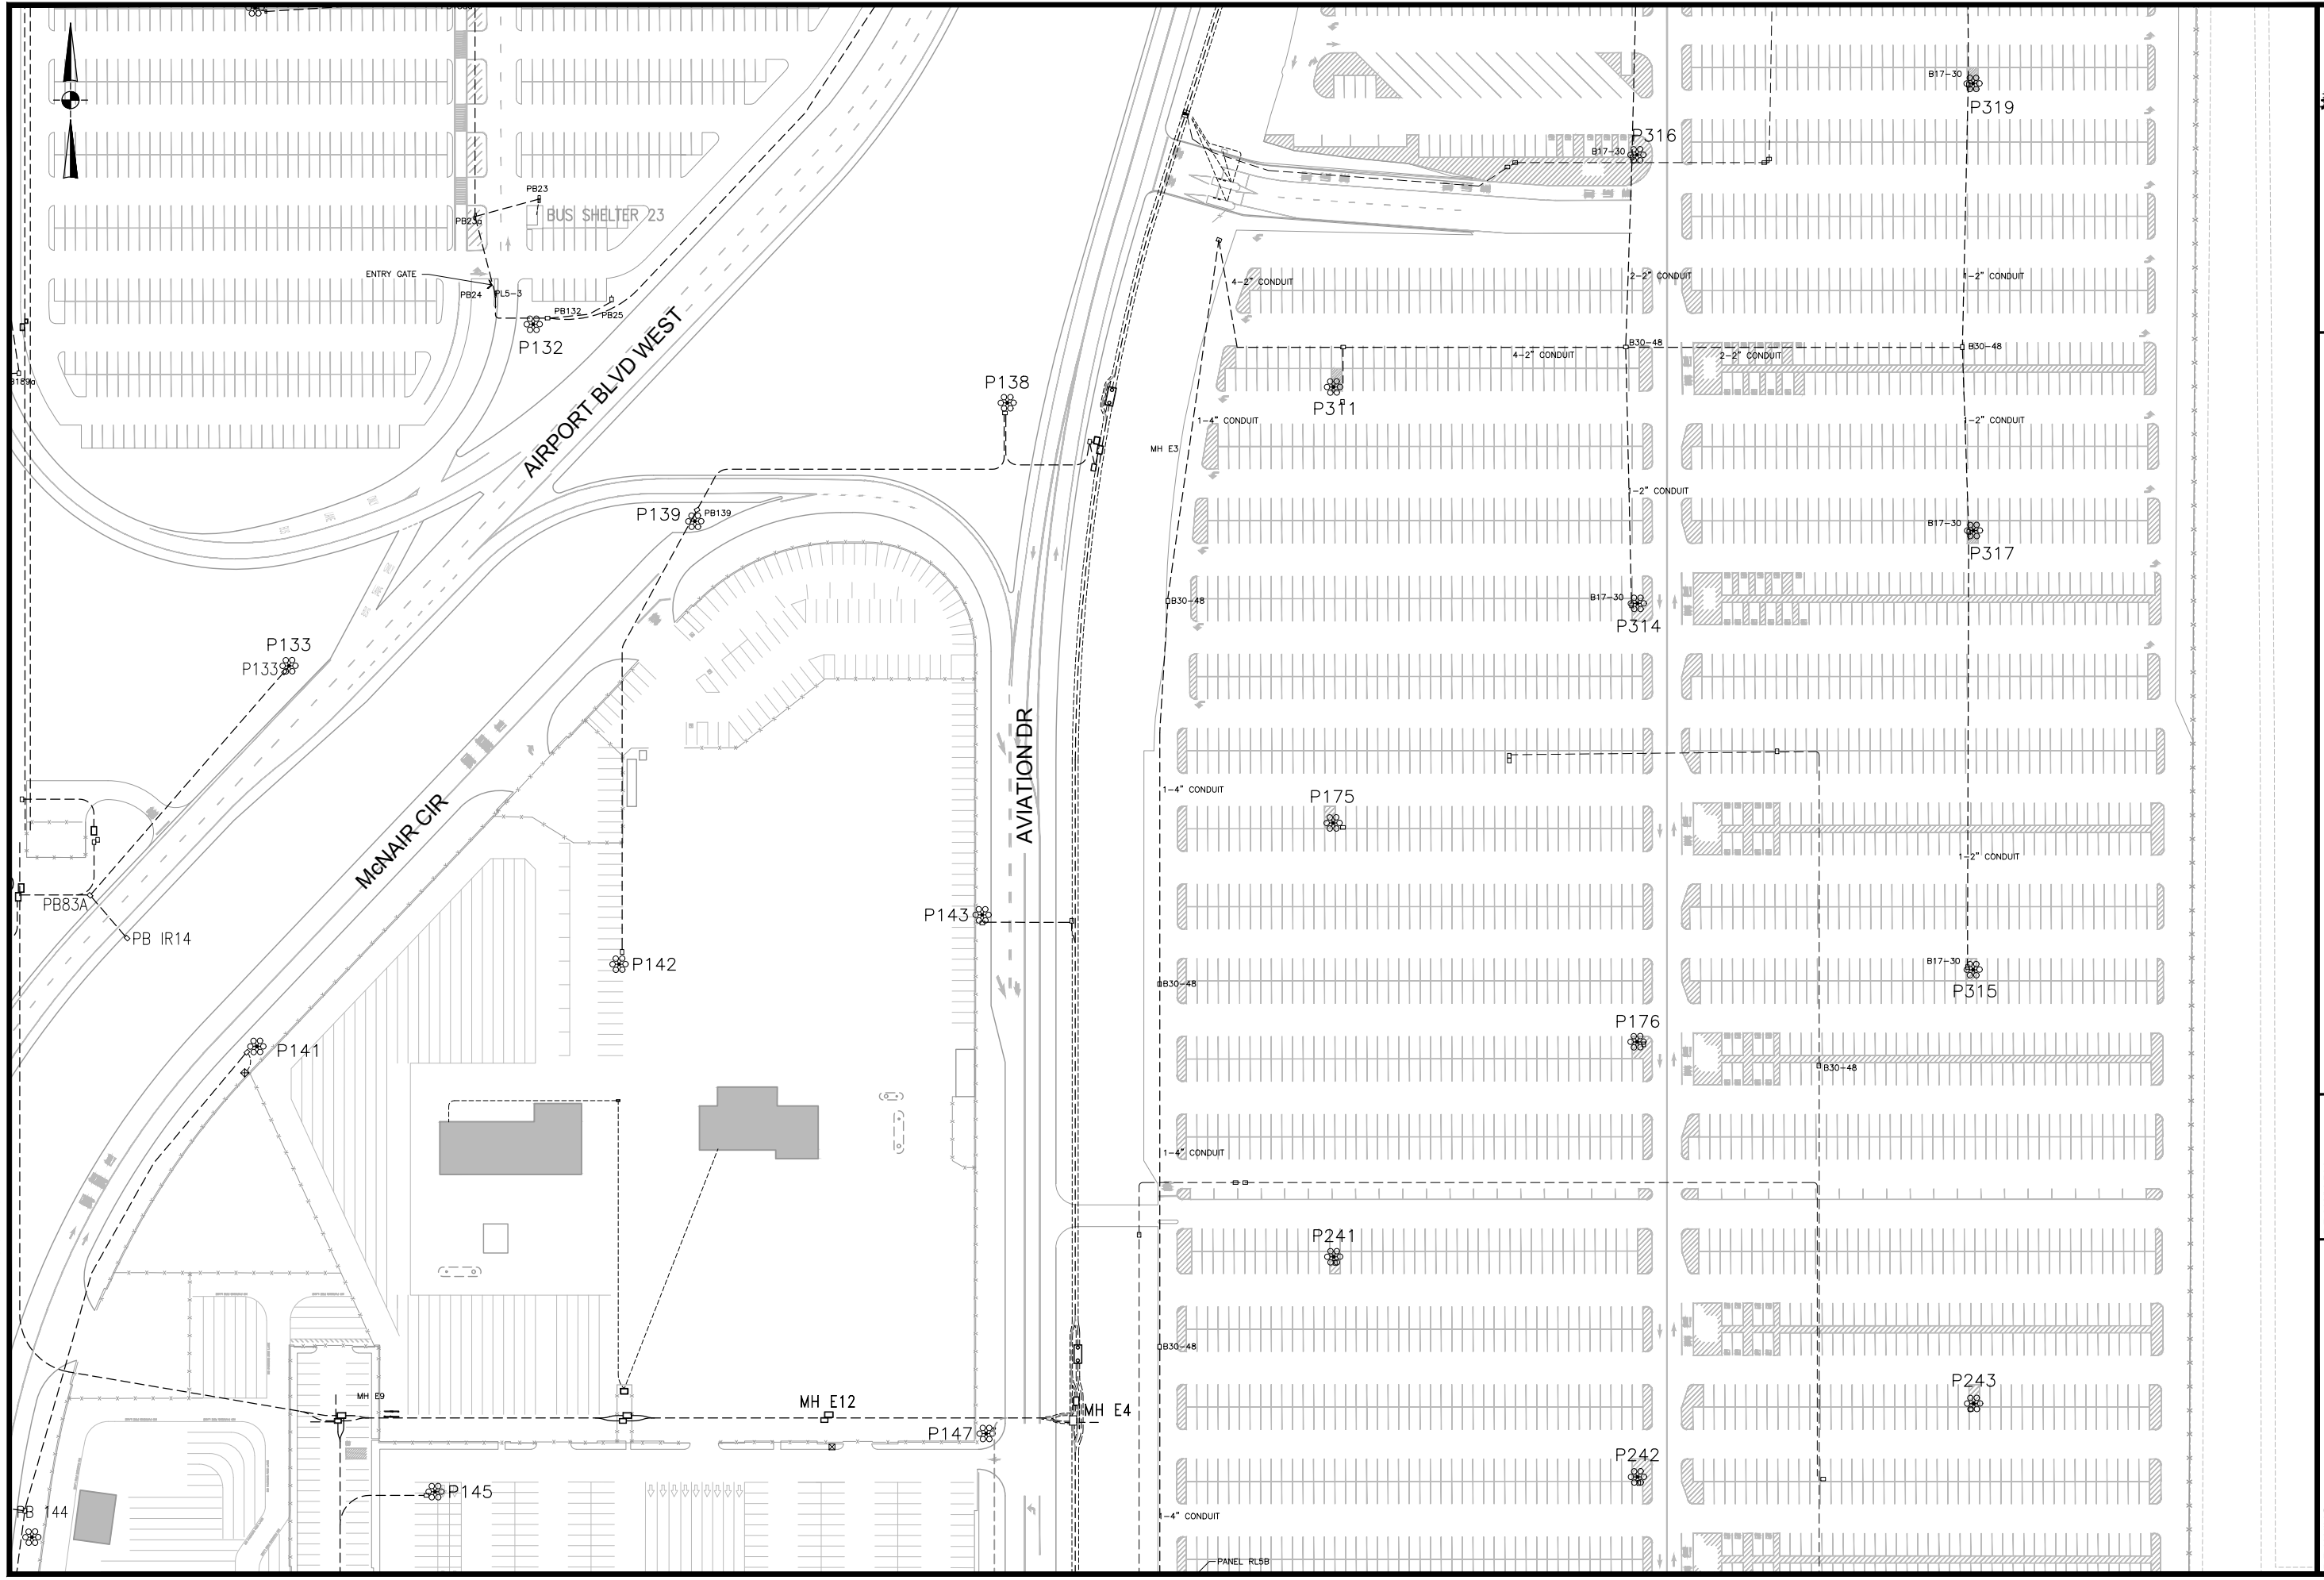 B17-30
P319
P316
B17-30
PB23
PB23a
BUS SHELTER 23
ENTRY GATE
PB24
PL5-3
PB132
PB25
P132
4-2" CONDUIT
2-2" CONDUIT
1-2" CONDUIT
B30-48
B30-48
4-2" CONDUIT
2-2" CONDUIT
AIRPORT BLVD WEST
P138
P311
1-4" CONDUIT
1-2" CONDUIT
MH E3
1-2" CONDUIT
P139
PB139
B17-30
P317
B30-48
B17-30
P314
P133
P133
AVIATION DR
1-4" CONDUIT
P175
McNAIR CIR
1-2" CONDUIT
PB83A
PB IR14
P143
P142
B30-48
B17-30
P315
P176
P141
B30-48
1-4" CONDUIT
P241
B30-48
P243
MH E9
MH E12
MH E4
P147
P242
P145
PB 144
1-4" CONDUIT
PANEL RL5B